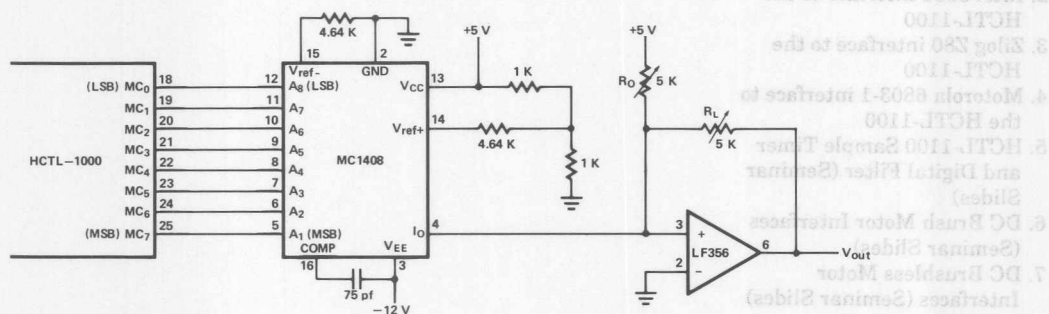 HCTL-1000
(LSB) MC0 18
MC1 19
MC2 20
MC3 21
MC4 22
MC5 23
MC6 24
(MSB) MC7 25
4.64 K
15
2
Vref-
GND
12 A8 (LSB)
11 A7
10 A6
9 A5
8 A4
7 A3
6 A2
5 A1 (MSB)
MC1408
VCC 13
Vref+ 14
IO 4
COMP
VEE
16
3
75 pf
-12 V
+5 V
1 K
4.64 K
1 K
+5 V
RO 5 K
RL
5 K
3 +
2 -
LF356
6
Vout
HCTL-1100
3. Zilog Z80 interface to the
HCTL-1100
4. Motorola 6803-1 interface to
the HCTL-1100
5. HCTL-1100 Sample Timer
and Digital Filter (Seminar
Slides)
6. DC Brush Motor Interfaces
(Seminar Slides)
7. DC Brushless Motor
Interfaces (Seminar Slides)